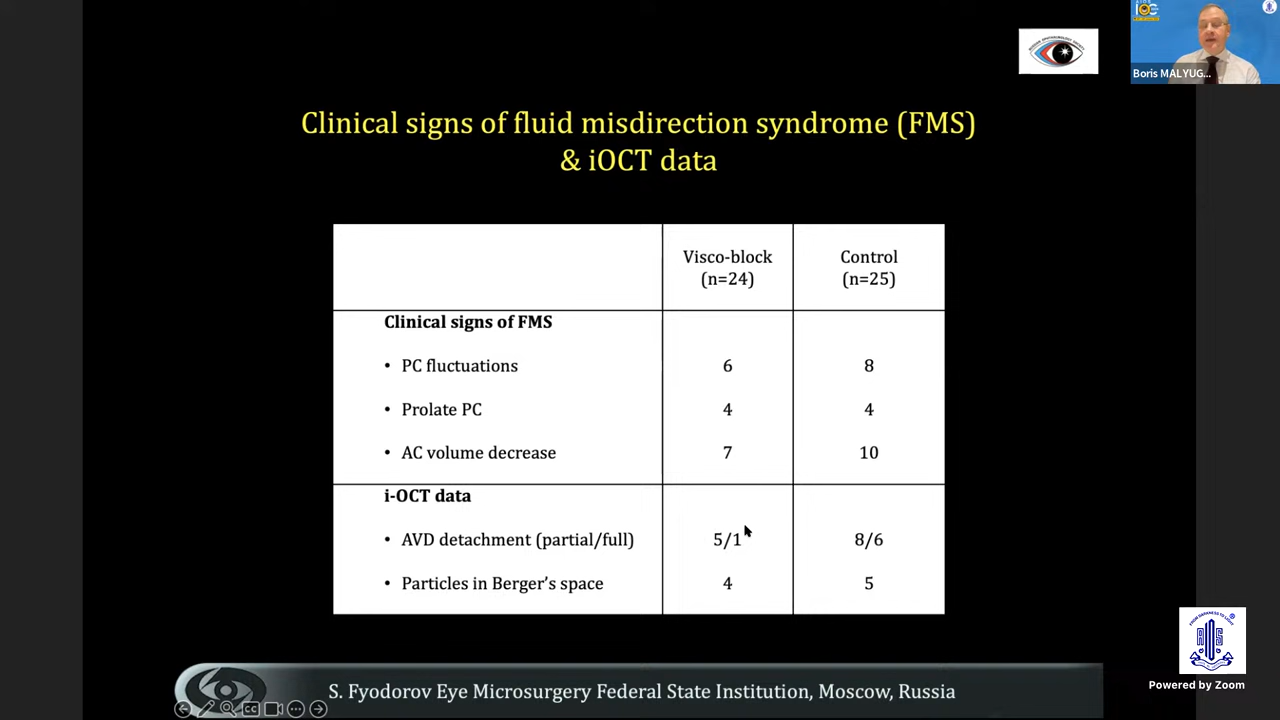 IOC
Boris MALYUG...
Clinical signs of fluid misdirection syndrome (FMS)
& iOCT data
Visco-block
(n=24)
Control
(n=25)
Clinical signs of FMS
• PC fluctuations 6 8
• Prolate PC 4 4
• AC volume decrease 7 10
i-OCT data
• AVD detachment (partial/full) 5/1 8/6
• Particles in Berger's space 4 5
S. Fyodorov Eye Microsurgery Federal State Institution, Moscow, Russia
Powered by Zoom